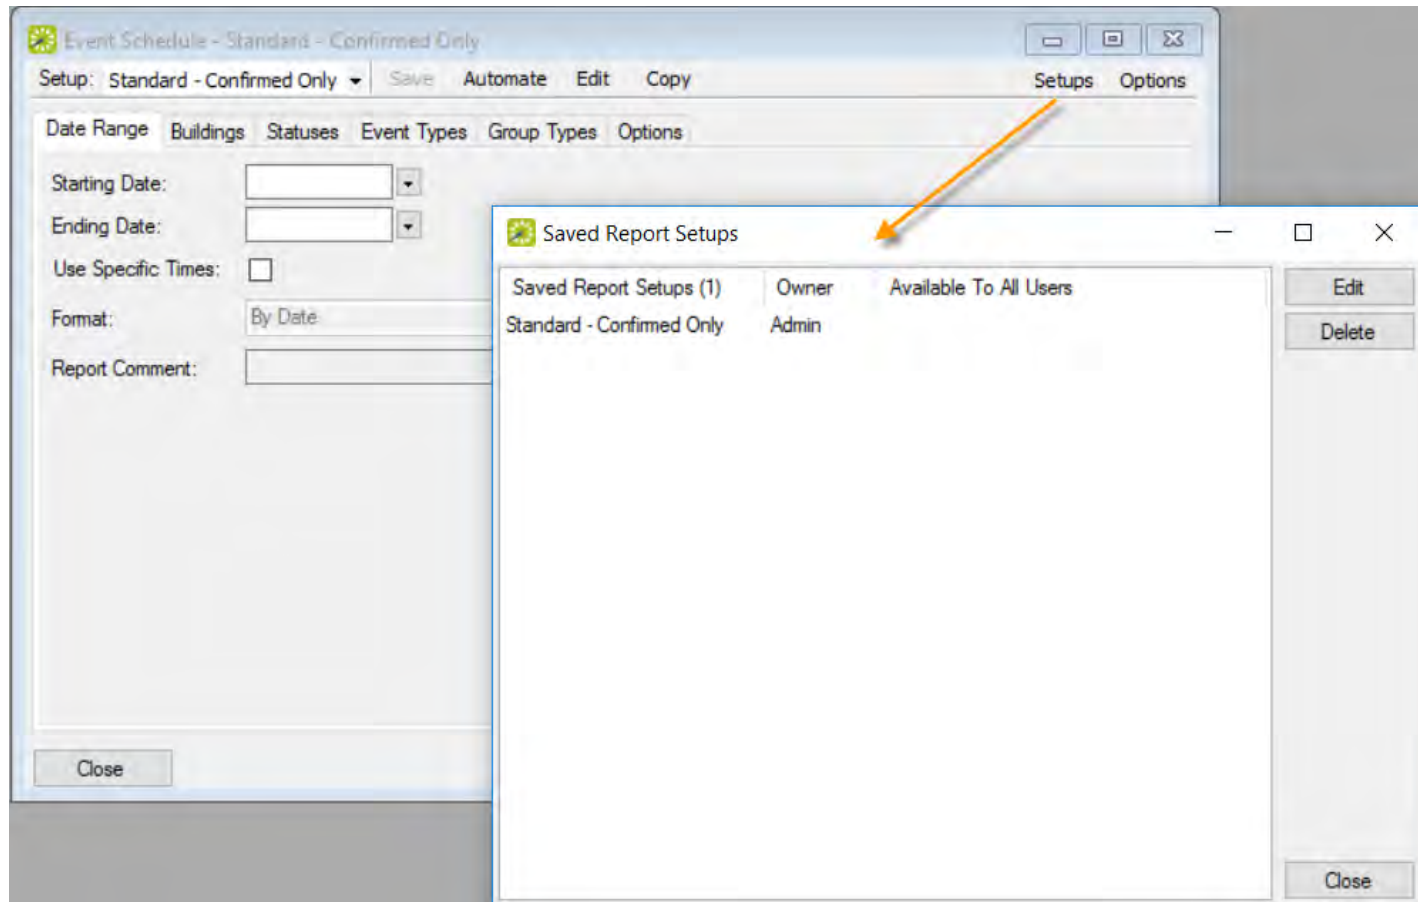 Event Schedule - Standard - Confirmed Only
Setup: Standard - Confirmed Only Save Automate Edit Copy Setups Options
Date Range Buildings Statuses Event Types Group Types Options
Starting Date:
Ending Date:
Use Specific Times:
Format: By Date
Report Comment:
Close
Saved Report Setups
Saved Report Setups (1) Owner Available To All Users
Standard - Confirmed Only Admin
Edit
Delete
Close